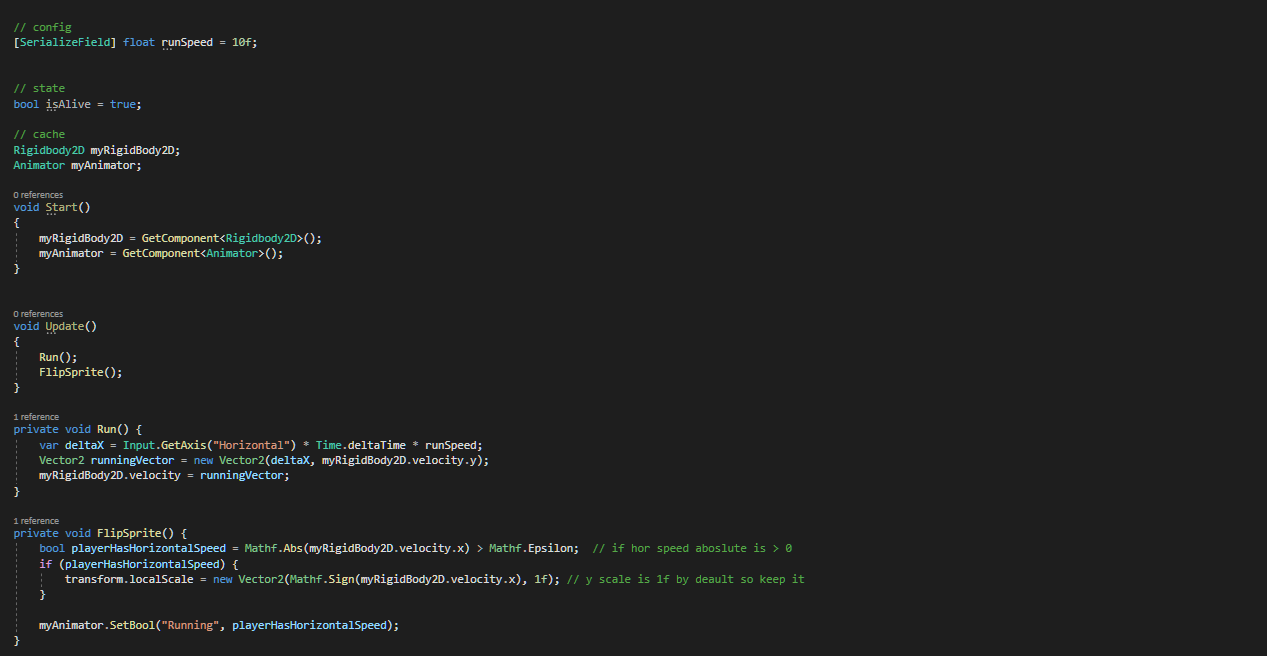 // config
[SerializeField] float runSpeed = 10f;
// state
bool isAlive = true;
// cache
Rigidbody2D myRigidBody2D;
Animator myAnimator;
0 references
void Start()
{
myRigidBody2D = GetComponent<Rigidbody2D>();
myAnimator = GetComponent<Animator>();
}
0 references
void Update()
{
Run();
FlipSprite();
}
1 reference
private void Run() {
var deltaX = Input.GetAxis("Horizontal") * Time.deltaTime * runSpeed;
Vector2 runningVector = new Vector2(deltaX, myRigidBody2D.velocity.y);
myRigidBody2D.velocity = runningVector;
}
1 reference
private void FlipSprite() {
bool playerHasHorizontalSpeed = Mathf.Abs(myRigidBody2D.velocity.x) > Mathf.Epsilon;  // if hor speed aboslute is > 0
if (playerHasHorizontalSpeed) {
transform.localScale = new Vector2(Mathf.Sign(myRigidBody2D.velocity.x), 1f); // y scale is 1f by deault so keep it
}
myAnimator.SetBool("Running", playerHasHorizontalSpeed);
}